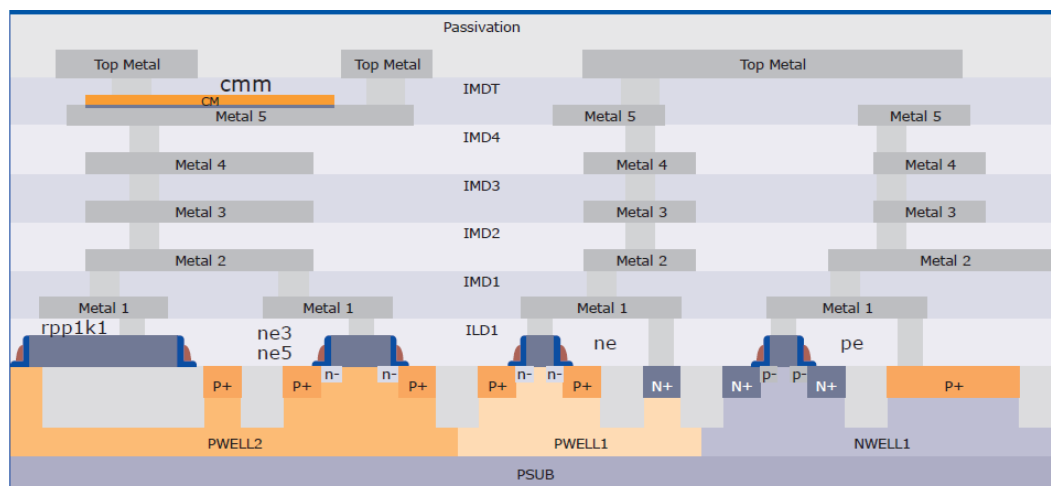 Passivation
Top Metal
Top Metal
Top Metal
cmm
IMDT
CM
Metal 5
Metal 5
Metal 5
IMD4
Metal 4
Metal 4
Metal 4
IMD3
Metal 3
Metal 3
Metal 3
IMD2
Metal 2
Metal 2
Metal 2
IMD1
Metal 1
Metal 1
Metal 1
Metal 1
rpp1k1
ne3
ne5
ILD1
ne
pe
P+
P+
n-
n-
P+
P+
n-
n-
P+
N+
N+
p-
p-
N+
P+
PWELL2
PWELL1
NWELL1
PSUB